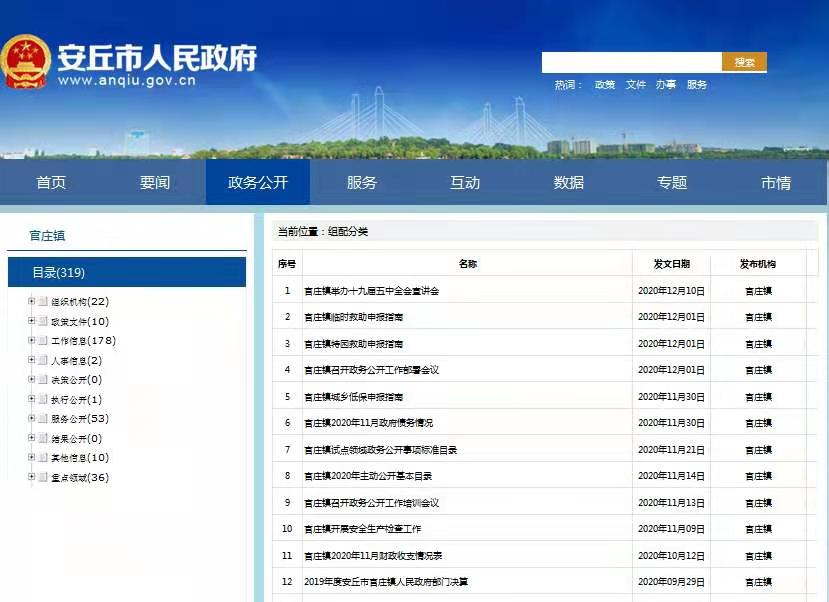 安丘市人民政府
www.anqiu.gov.cn
搜索
热词： 政策 文件 办事 服务
首页 要闻 政务公开 服务 互动 数据 专题 市情
官庄镇
目录(319)
组织机构(22)
政策文件(10)
工作信息(178)
人事信息(2)
决策公开(0)
执行公开(1)
服务公开(53)
结果公开(0)
其他信息(10)
重点领域(36)
当前位置：组配分类
序号 名称 发文日期 发布机构
1 官庄镇举办十九届五中全会宣讲会 2020年12月10日 官庄镇
2 官庄镇临时救助申报指南 2020年12月01日 官庄镇
3 官庄镇特困救助申报指南 2020年12月01日 官庄镇
4 官庄镇召开政务公开工作部署会议 2020年12月01日 官庄镇
5 官庄镇城乡低保申报指南 2020年11月30日 官庄镇
6 官庄镇2020年11月政府债务情况 2020年11月30日 官庄镇
7 官庄镇试点领域政务公开事项标准目录 2020年11月21日 官庄镇
8 官庄镇2020年主动公开基本目录 2020年11月14日 官庄镇
9 官庄镇召开政务公开工作培训会议 2020年11月13日 官庄镇
10 官庄镇开展安全生产检查工作 2020年11月09日 官庄镇
11 官庄镇2020年11月财政收支情况表 2020年10月12日 官庄镇
12 2019年度安丘市官庄镇人民政府部门决算 2020年09月29日 官庄镇